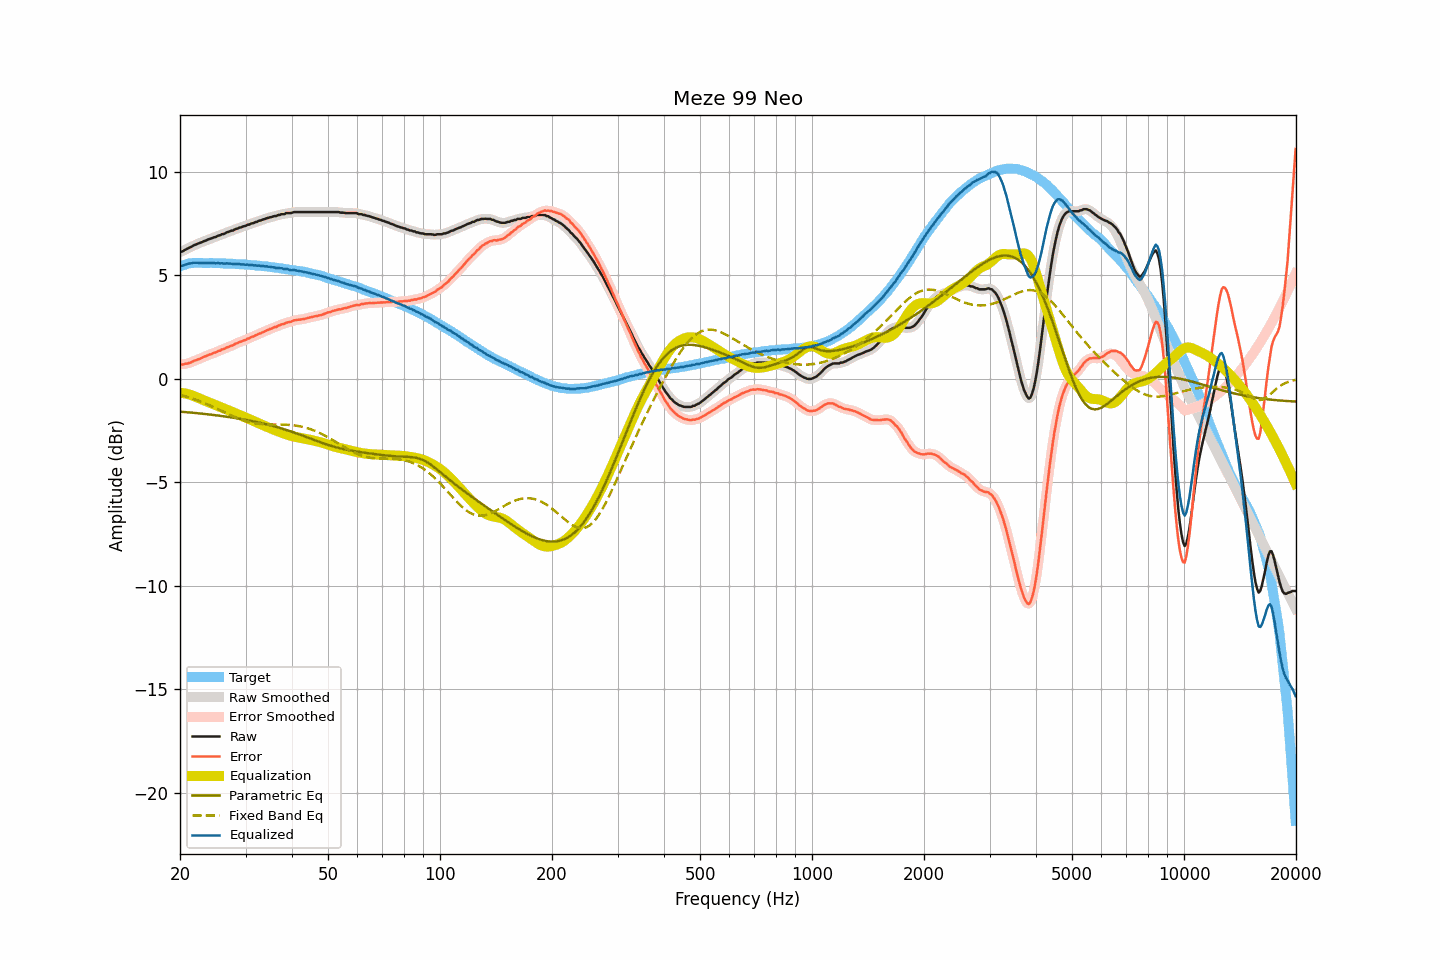 Meze 99 Neo
Amplitude (dBr)
10
5
0
−5
−10
−15
−20
Target
Raw Smoothed
Error Smoothed
Raw
Error
Equalization
Parametric Eq
Fixed Band Eq
Equalized
20 50 100 200 500 1000 2000 5000 10000 20000
Frequency (Hz)